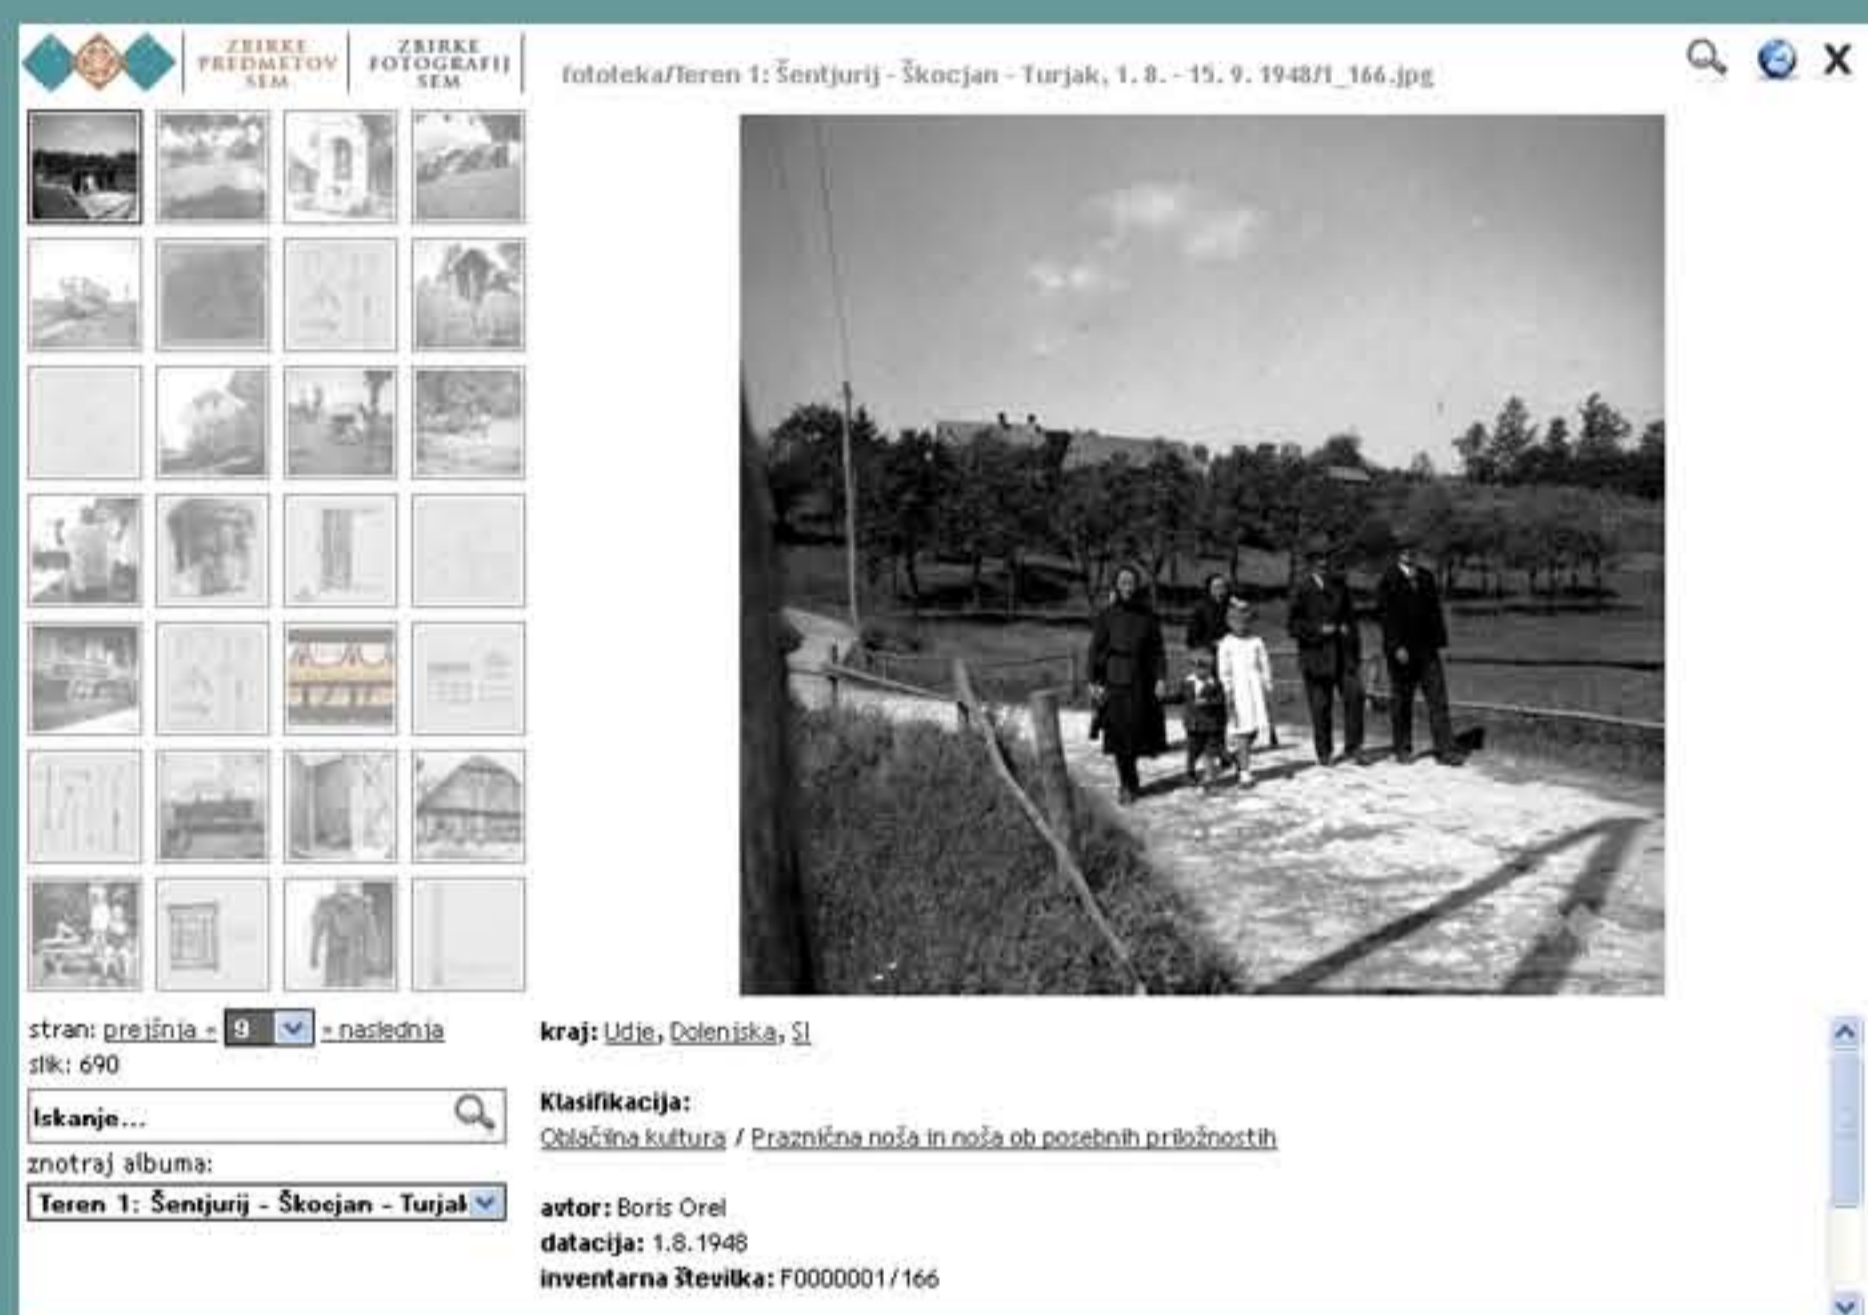 ZBIRKE
PREDMETOV
SEM
ZBIRKE
FOTOGRAFIJ
SEM
fototeka/Teren 1: Šentjurij - Škocjan - Turjak, 1. 8. - 15. 9. 1948/1_166.jpg
stran: prejšnja « 9 » naslednja
slik: 690
Iskanje...
znotraj albuma:
Teren 1: Šentjurij - Škocjan - Turjak
kraj: Udje, Dolenjska, SI
Klasifikacija:
Oblačilna kultura / Praznična noša in noša ob posebnih priložnostih
avtor: Boris Orel
datacija: 1.8.1948
inventarna številka: F0000001/166